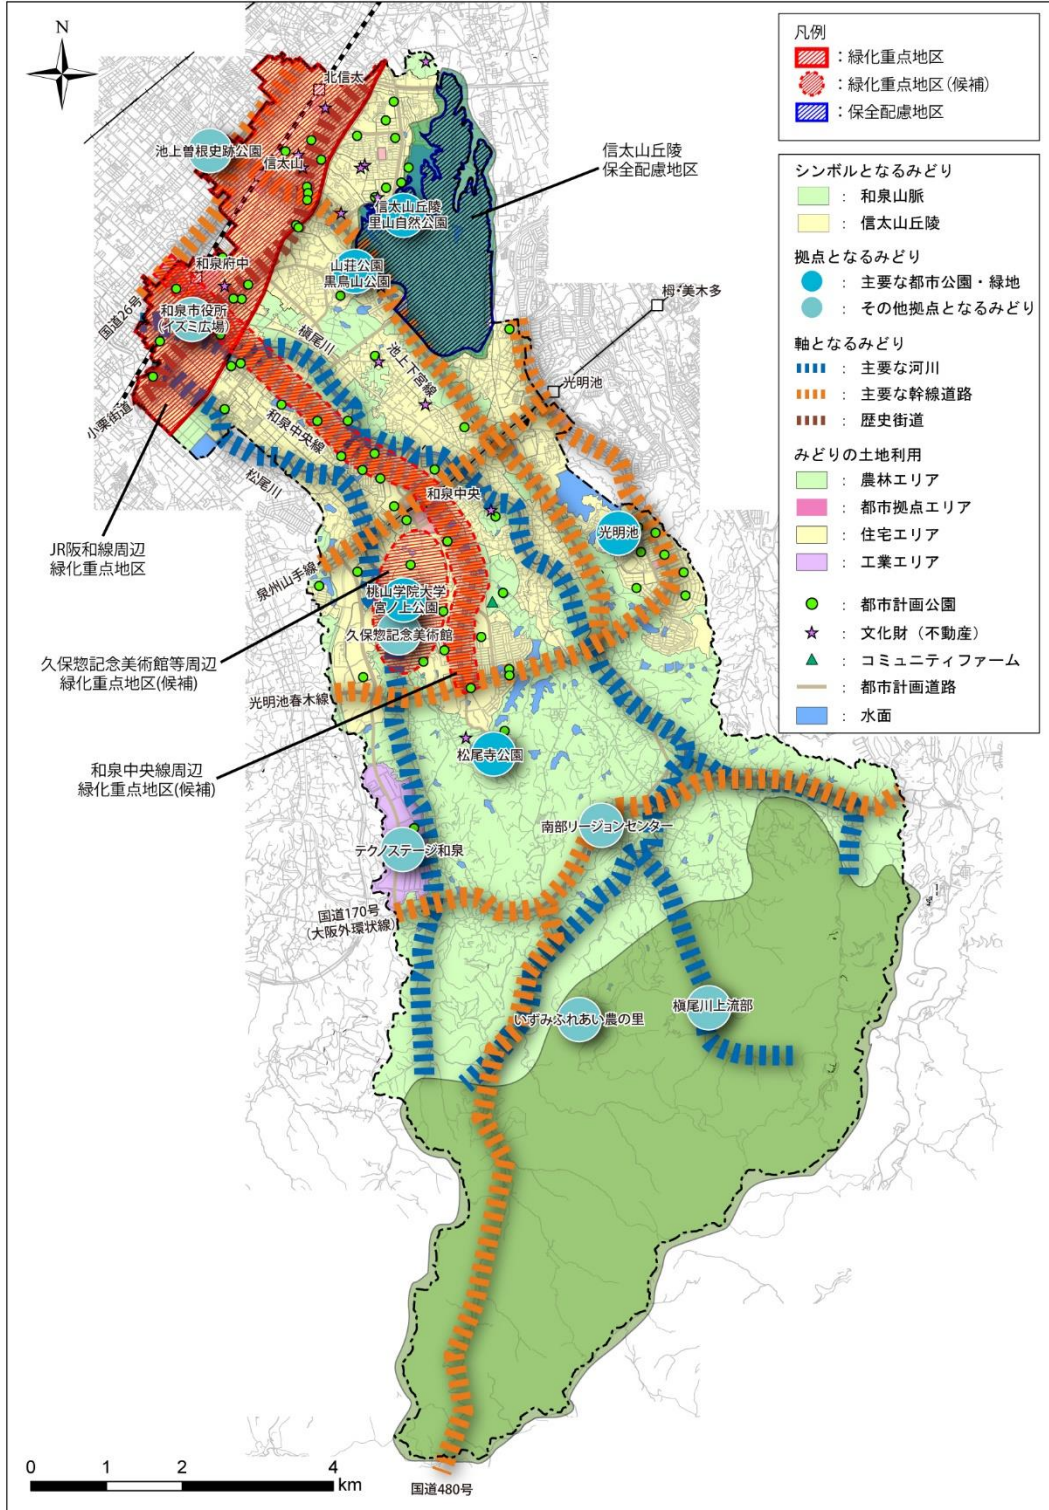 N
凡例
：緑化重点地区
：緑化重点地区(候補)
：保全配慮地区
シンボルとなるみどり
： 和泉山脈
： 信太山丘陵
拠点となるみどり
： 主要な都市公園・緑地
： その他拠点となるみどり
軸となるみどり
： 主要な河川
： 主要な幹線道路
： 歴史街道
みどりの土地利用
： 農林エリア
： 都市拠点エリア
： 住宅エリア
： 工業エリア
： 都市計画公園
： 文化財（不動産）
： コミュニティファーム
： 都市計画道路
： 水面
北信太
池上曽根史跡公園
信太山
信太山丘陵
保全配慮地区
信太山丘陵
里山自然公園
山荘公園
黒鳥山公園
和泉府中
国道26号
和泉市役所
(イズミ広場)
槇尾川
池上下宮線
栂・美木多
光明池
小栗街道
和泉中央線
松尾川
和泉中央
JR阪和線周辺
緑化重点地区
光明池
泉州山手線
桃山学院大学
宮ノ上公園
久保惣記念美術館
久保惣記念美術館等周辺
緑化重点地区(候補)
光明池春木線
松尾寺公園
和泉中央線周辺
緑化重点地区(候補)
南部リージョンセンター
テクノステージ和泉
国道170号
(大阪外環状線)
いずみふれあい農の里
槇尾川上流部
国道480号
0 1 2 4
km